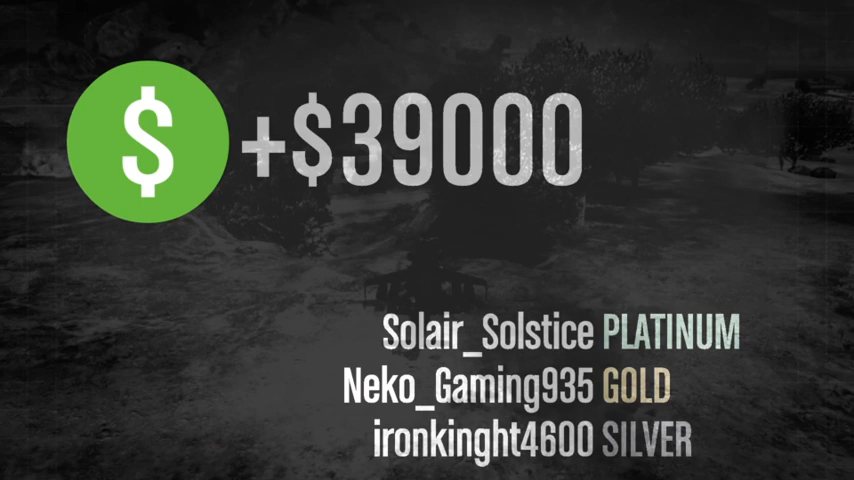 $ +$39000
Solair_Solstice PLATINUM
Neko_Gaming935 GOLD
ironkinght4600 SILVER